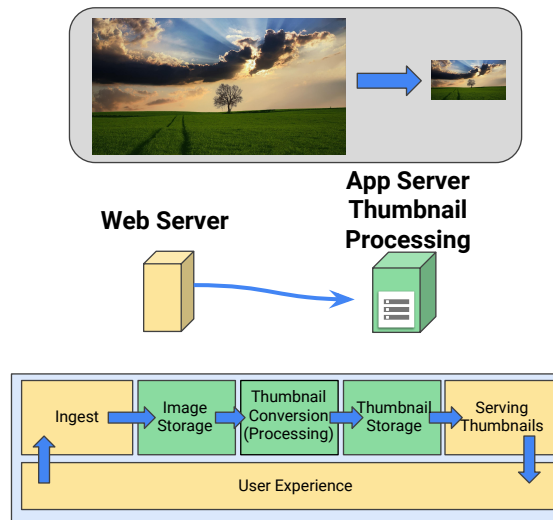 App Server
Thumbnail
Processing
Web Server
Ingest
Image
Storage
Thumbnail
Conversion
(Processing)
Thumbnail
Storage
Serving
Thumbnails
User Experience